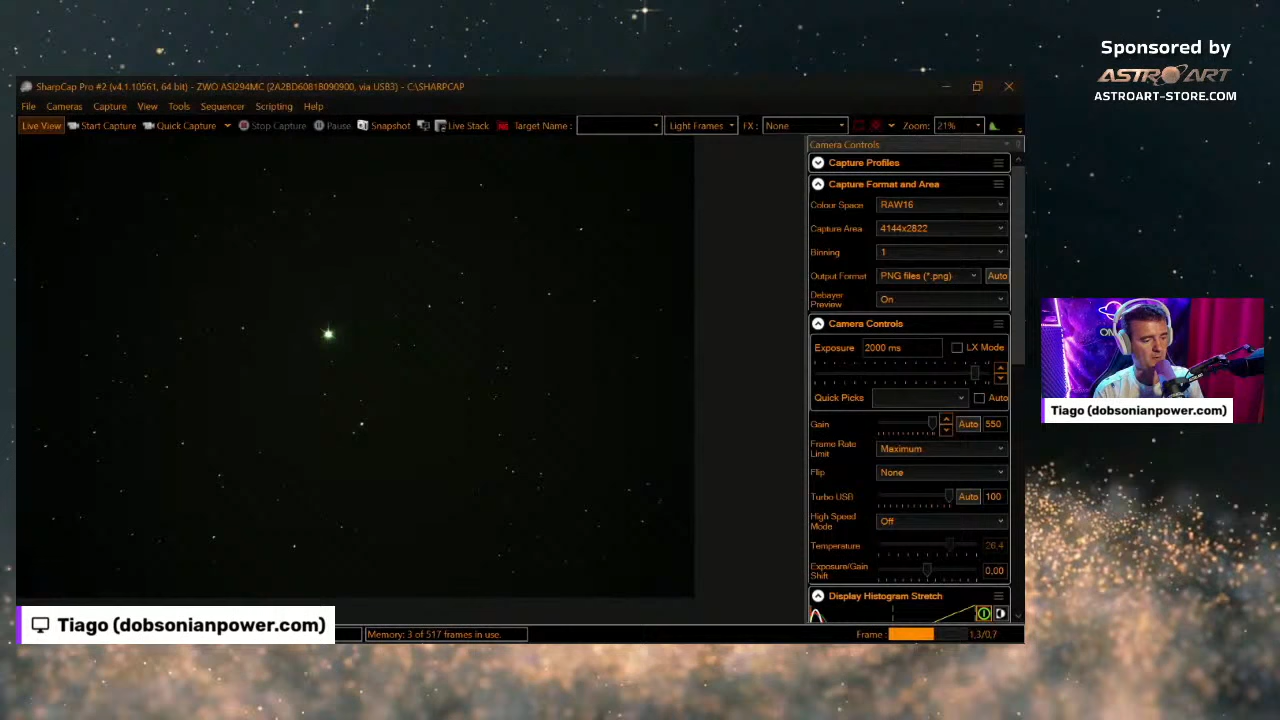 Sponsored by
ASTROART
ASTROART-STORE.COM
SharpCap Pro #2 (v4.1.10561, 64 bit) - ZWO ASI294MC (2A2BD60818090900, via USB3) - C:\SHARPCAP
File Cameras Capture View Tools Sequencer Scripting Help
Live View Start Capture Quick Capture Stop Capture Pause Snapshot Live Stack Target Name : Light Frames FX : None Zoom: 21%
Camera Controls
Capture Profiles
Capture Format and Area
Colour Space RAW16
Capture Area 4144x2822
Binning 1
Output Format PNG files (*.png) Auto
Debayer Preview On
Camera Controls
Exposure 2000 ms LX Mode
Quick Picks Auto
Gain Auto 550
Frame Rate Limit Maximum
Flip None
Turbo USB Auto 100
High Speed Mode Off
Temperature 26.4
Exposure/Gain Shift 0,00
Display Histogram Stretch
Memory: 3 of 517 frames in use.
Frame : 1,3/0,7
Tiago (dobsonianpower.com)
Tiago (dobsonianpower.com)